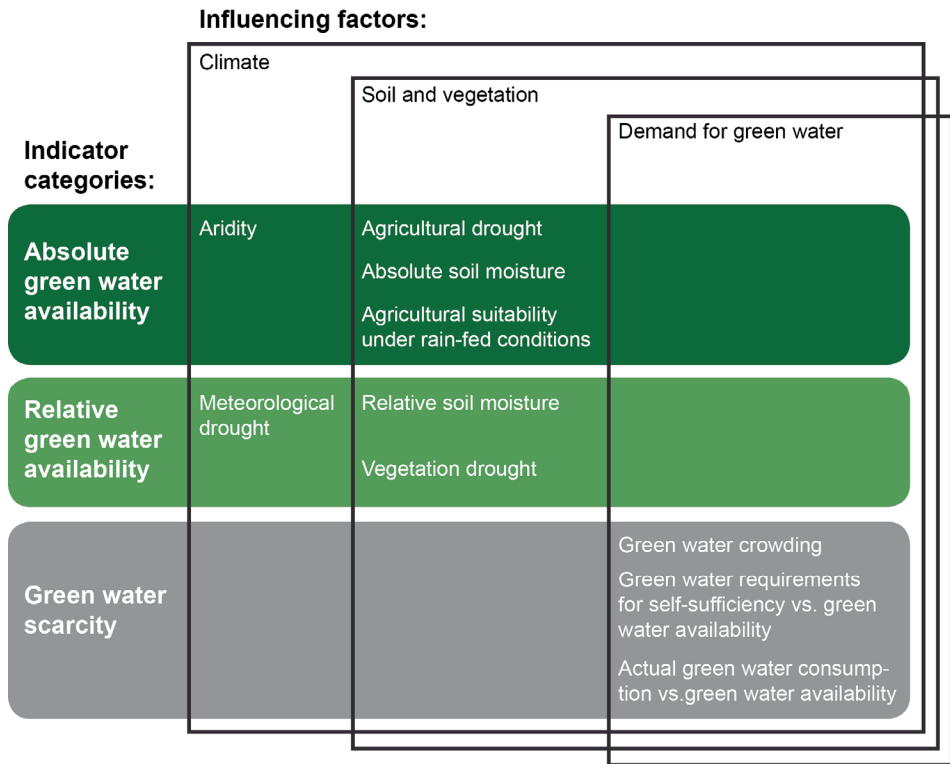 Influencing factors:
Climate
Soil and vegetation
Demand for green water
Indicator
categories:
Absolute
green water
availability
Aridity
Agricultural drought
Absolute soil moisture
Agricultural suitability
under rain-fed conditions
Relative
green water
availability
Meteorological
drought
Relative soil moisture
Vegetation drought
Green water
scarcity
Green water crowding
Green water requirements
for self-sufficiency vs. green
water availability
Actual green water consump-
tion vs.green water availability